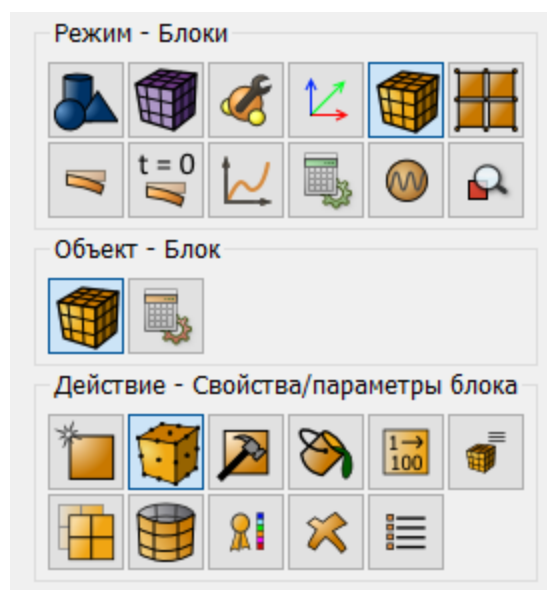 Режим - Блоки
t = 0
Объект - Блок
Действие - Свойства/параметры блока
1→
100